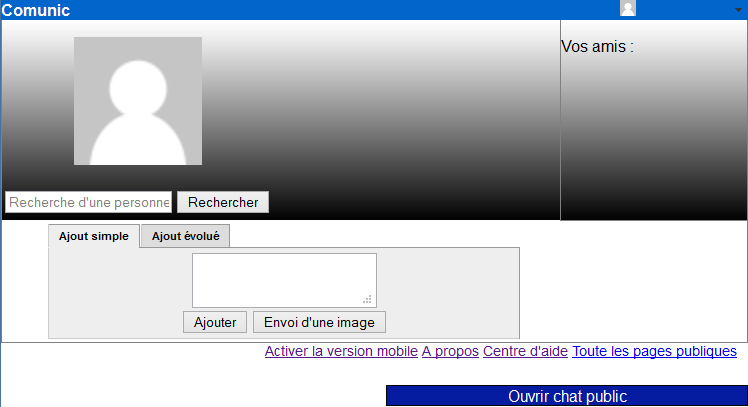 Comunic
Vos amis :
Recherche d'une personne
Rechercher
Ajout simple
Ajout évolué
Ajouter
Envoi d'une image
Activer la version mobile A propos Centre d'aide Toute les pages publiques
Ouvrir chat public